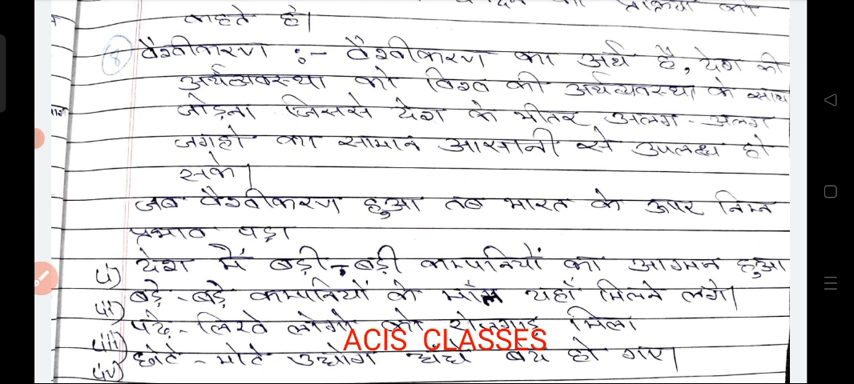 कहते है।
8 वैश्वीकरण :- वैश्वीकरण का अर्थ है, देश की
अर्थव्यवस्था को विश्व की अर्थव्यवस्था के साथ
जोड़ना जिससे देश के भीतर अलग - अलग
जगहो का सामान आसानी से उपलब्ध हो
सके।
जब वैश्वीकरण हुआ तब भारत के ऊपर निम्न
प्रभाव पड़ा
i) देश में बड़ी - बड़ी कम्पनियों का आगमन हुआ
ii) बड़े - बड़े कम्पनियों के माल यहाँ मिलने लगे।
iii) पढ़े - लिखे लोगो को रोजगार मिला
ACIS CLASSES
iv) छोटे - मोटे उद्योग धंधे बंद हो गए।